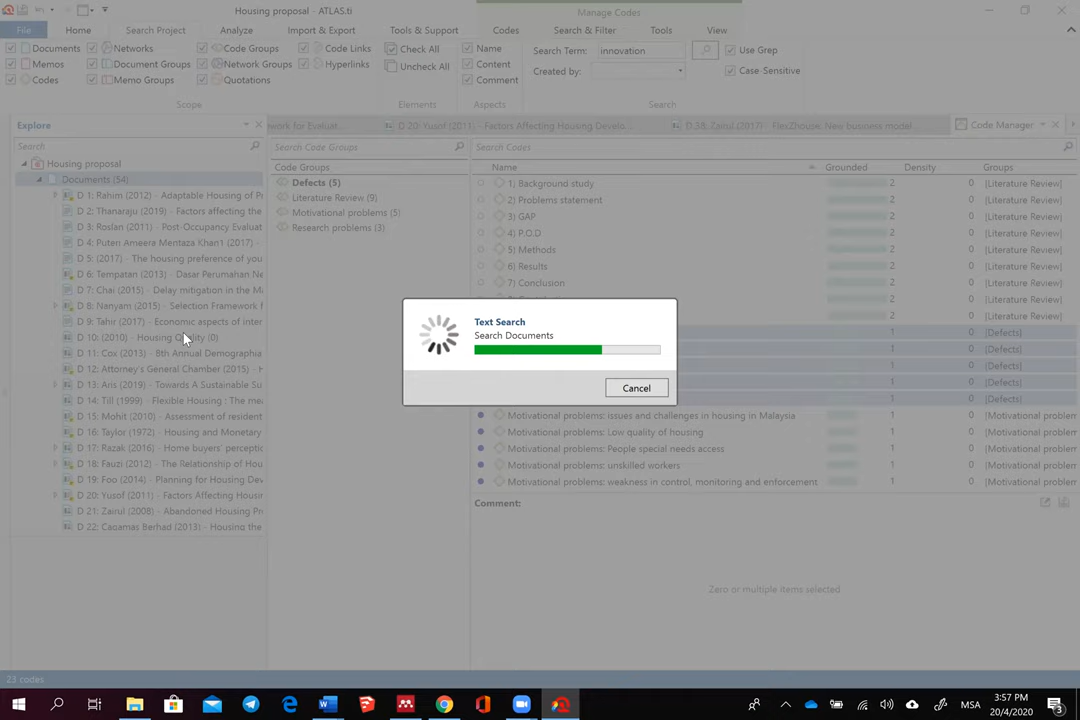 Housing proposal - ATLAS.ti
Manage Codes
File Home Search Project Analyze Import & Export Tools & Support Codes Search & Filter Tools View
Documents Networks Code Groups Code Links Check All Name Search Term: innovation Use Grep
Memos Document Groups Network Groups Hyperlinks Uncheck All Content Created by: Case-Sensitive
Codes Memo Groups Quotations Comment
Scope Elements Aspects Search
Explore
Search
Housing proposal
Documents (54)
D 1: Rahim (2012) - Adaptable Housing of P
D 2: Thanaraju (2019) - Factors affecting the
D 3: Roslan (2011) - Post-Occupancy Evaluat
D 4: Puteri Ameera Mentaza Khan1 (2017) -
D 5: (2017) - The housing preference of you
D 6: Tempatan (2013) - Dasar Perumahan Ne
D 7: Chai (2015) - Delay mitigation in the Ma
D 8: Nanyam (2015) - Selection Framework f
D 9: Tahir (2017) - Economic aspects of inter
D 10: (2010) - Housing Quality (0)
D 11: Cox (2013) - 8th Annual Demographia
D 12: Attorney's General Chamber (2015) -
D 13: Aris (2019) - Towards A Sustainable Su
D 14: Till (1999) - Flexible Housing : The mea
D 15: Mohit (2010) - Assessment of resident
D 16: Taylor (1972) - Housing and Monetary
D 17: Razak (2016) - Home buyers' perceptio
D 18: Fauzi (2012) - The Relationship of Hou
D 19: Foo (2014) - Planning for Housing Dev
D 20: Yusof (2011) - Factors Affecting Housi
D 21: Zairul (2008) - Abandoned Housing Pr
D 22: Cagamas Berhad (2013) - Housing the
ework for Evaluat... D 20: Yusof (2011) - Factors Affecting Housing Develo... D 38: Zairul (2017) - FlexZhouse: New business model... Code Manager
Search Code Groups
Code Groups
Defects (5)
Literature Review (9)
Motivational problems (5)
Research problems (3)
Search Codes
Name Grounded Density Groups
1) Background study 2 0 [Literature Review]
2) Problems statement 2 0 [Literature Review]
3) GAP 2 0 [Literature Review]
4) P.O.D 2 0 [Literature Review]
5) Methods 2 0 [Literature Review]
6) Results 2 0 [Literature Review]
7) Conclusion 2 0 [Literature Review]
2 0 [Literature Review]
2 0 [Literature Review]
1 0 [Defects]
1 0 [Defects]
1 0 [Defects]
1 0 [Defects]
1 0 [Defects]
Motivational problems: issues and challenges in housing in Malaysia 1 0 [Motivational problem
Motivational problems: Low quality of housing 1 0 [Motivational problem
Motivational problems: People special needs access 1 0 [Motivational problem
Motivational problems: unskilled workers 1 0 [Motivational problem
Motivational problems: weakness in control, monitoring and enforcement 1 0 [Motivational problem
Comment:
Zero or multiple items selected
Text Search
Search Documents
Cancel
23 codes
MSA
3:57 PM
20/4/2020
3